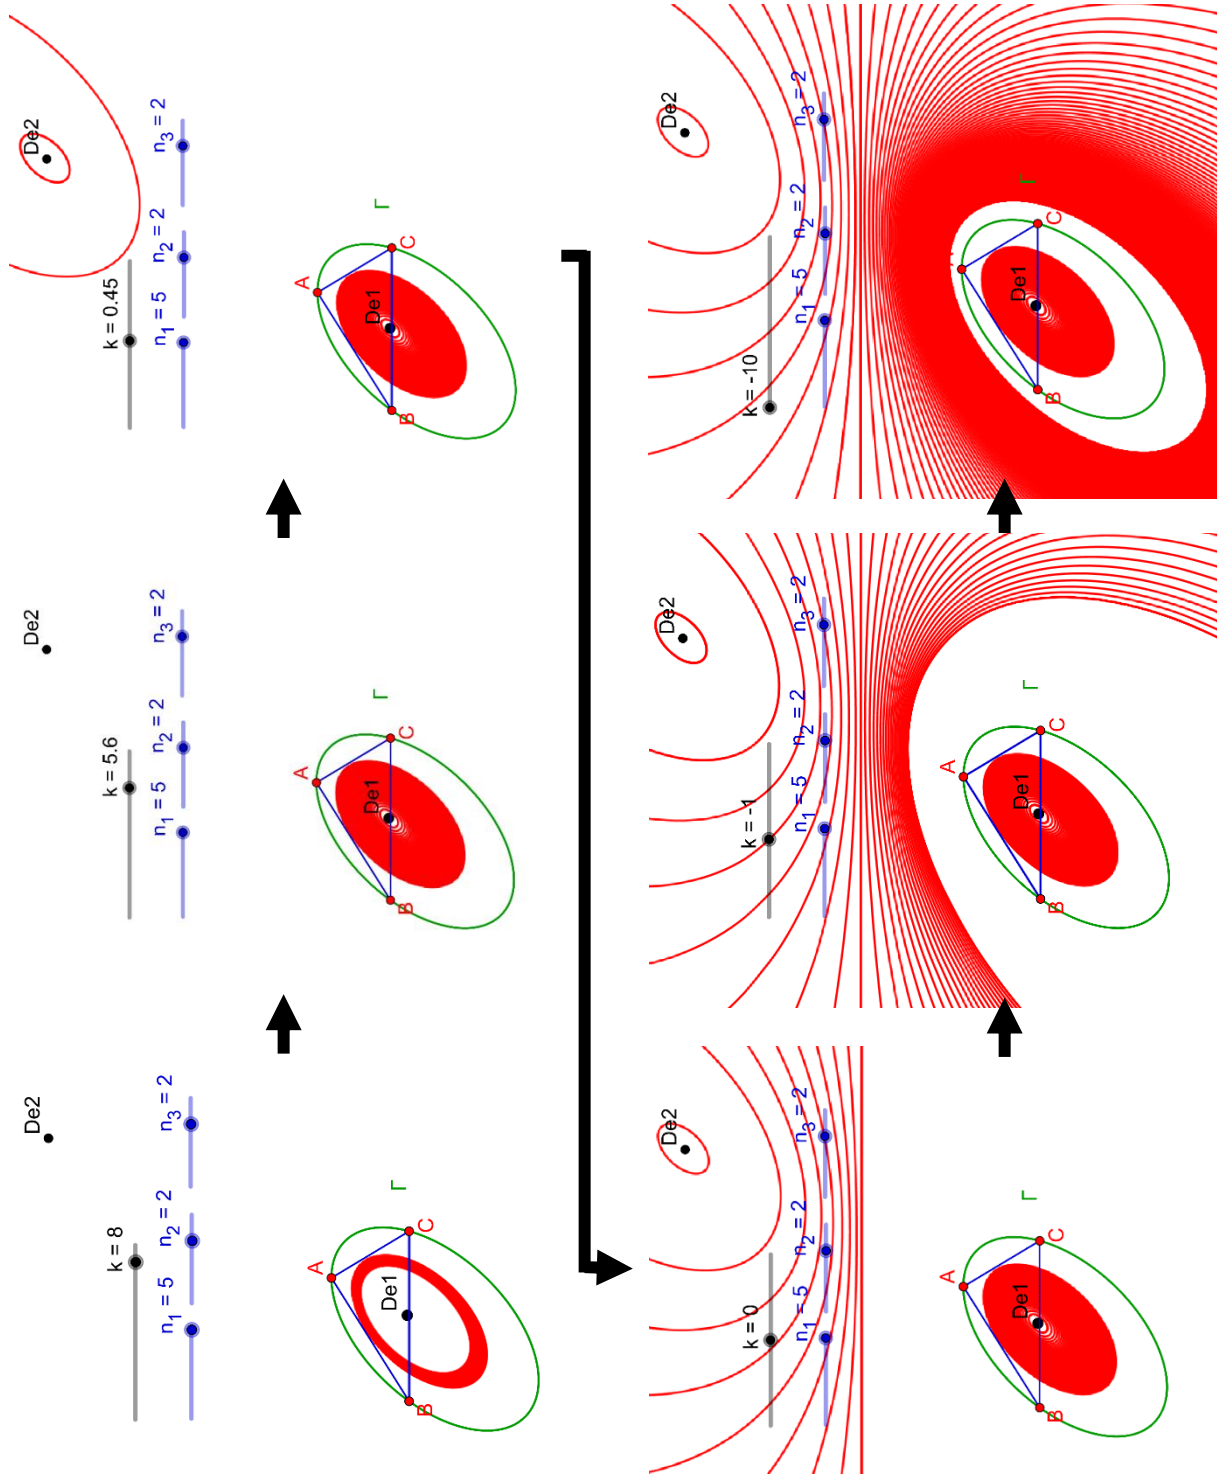 De2
k = 8
n₁ = 5 n₂ = 2 n₃ = 2
A
De1
Γ
B C
De2
k = 5.6
n₁ = 5 n₂ = 2 n₃ = 2
A
De1
Γ
B C
De2
k = 0.45
n₁ = 5 n₂ = 2 n₃ = 2
A
De1
Γ
B C
De2
k = 0
n₁ = 5 n₂ = 2 n₃ = 2
A
De1
Γ
B C
De2
k = -1
n₁ = 5 n₂ = 2 n₃ = 2
A
De1
Γ
B C
De2
k = -10
n₁ = 5 n₂ = 2 n₃ = 2
De1
Γ
B C